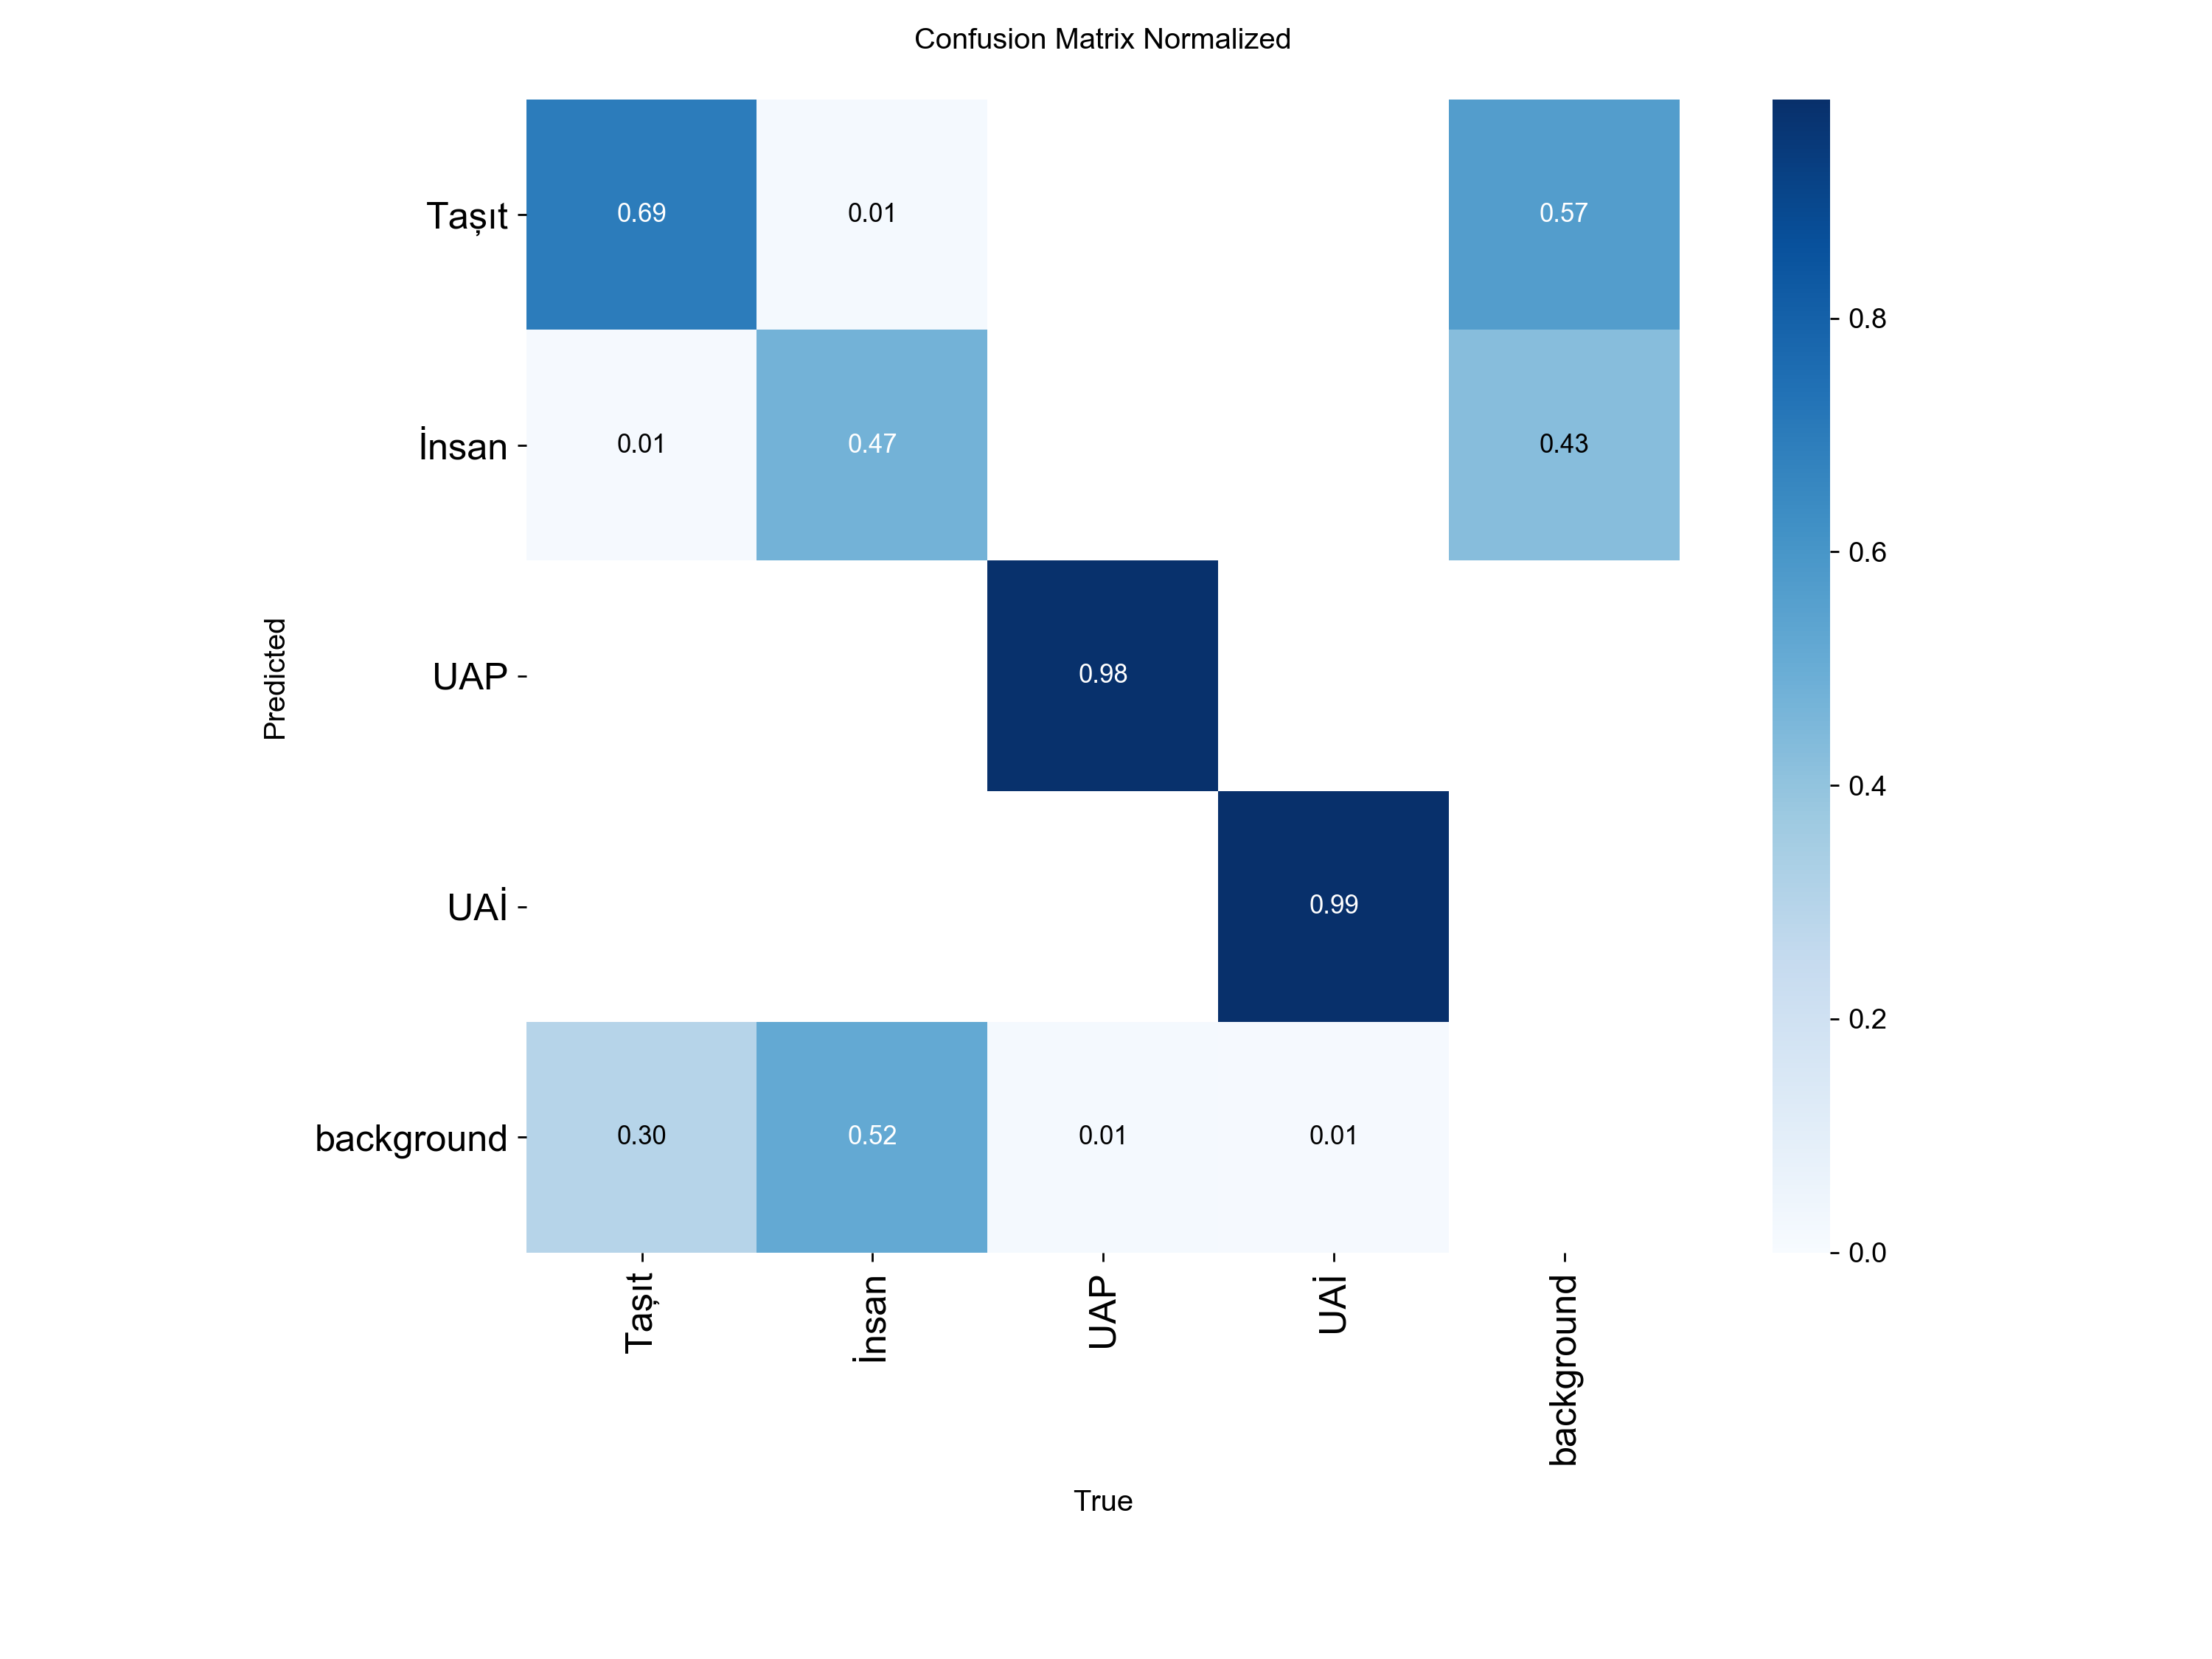 Confusion Matrix Normalized
Taşıt
0.69
0.01
0.57
İnsan
0.01
0.47
0.43
UAP
0.98
UAİ
0.99
background
0.30
0.52
0.01
0.01
Predicted
Taşıt
İnsan
UAP
UAİ
background
True
0.8
0.6
0.4
0.2
0.0